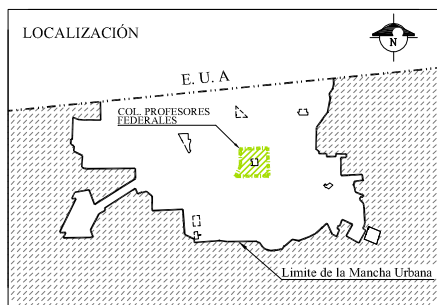 LOCALIZACIÓN
N
E. U. A
COL. PROFESORES
FEDERALES
Limite de la Mancha Urbana